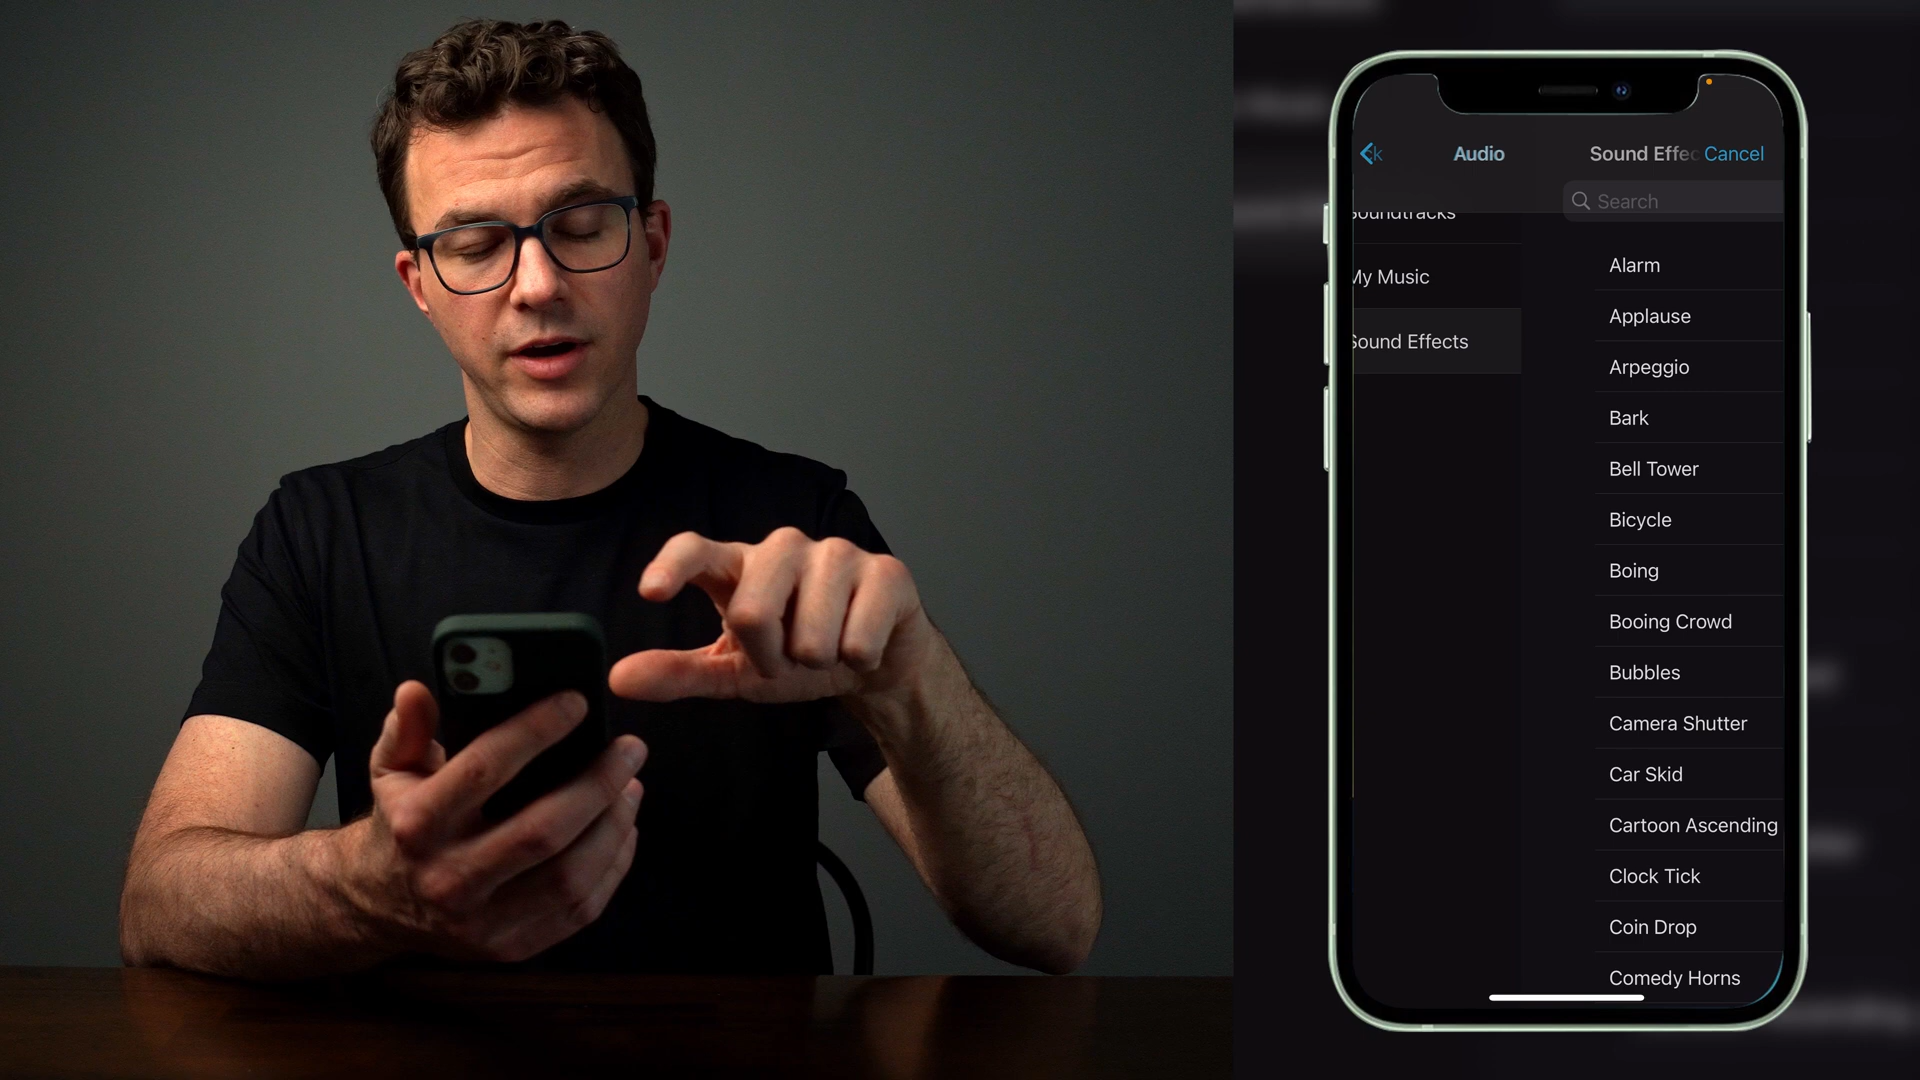 Audio
Sound Effec
Cancel
Search
Soundtracks
My Music
Sound Effects
Alarm
Applause
Arpeggio
Bark
Bell Tower
Bicycle
Boing
Booing Crowd
Bubbles
Camera Shutter
Car Skid
Cartoon Ascending
Clock Tick
Coin Drop
Comedy Horns